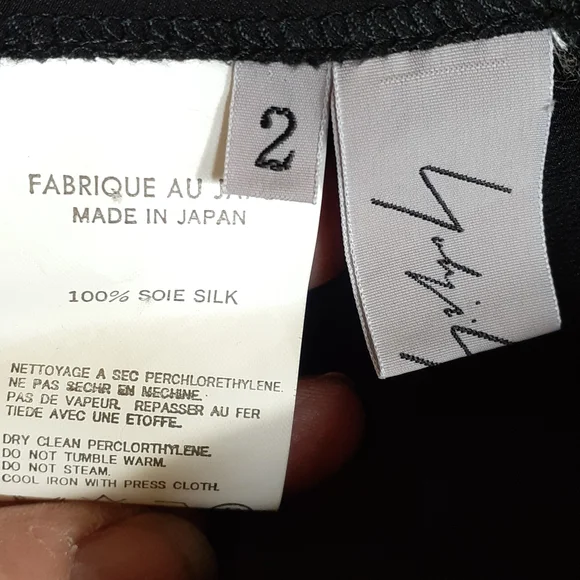 2
FABRIQUE AU
MADE IN JAPAN
100% SOIE SILK
NETTOYAGE A SEC PERCHLORETHYLENE.
NE PAS SECHR EN MECHINE.
PAS DE VAPEUR. REPASSER AU FER
TIEDE AVEC UNE ETOFFE.
DRY CLEAN PERCLORTHYLENE.
DO NOT TUMBLE WARM.
DO NOT STEAM.
COOL IRON WITH PRESS CLOTH.